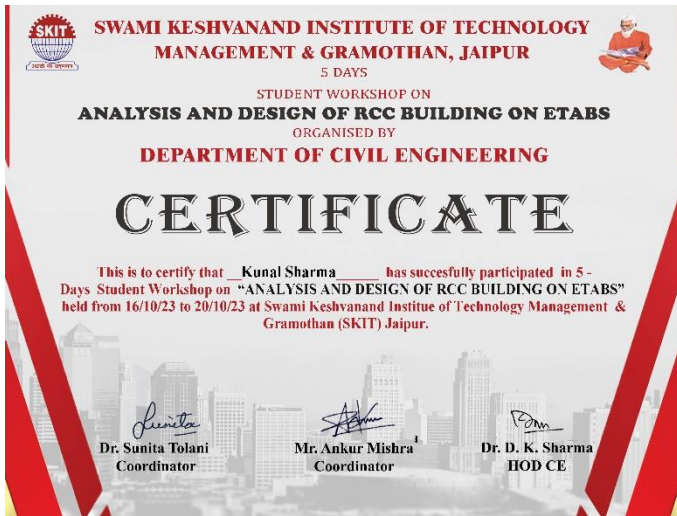 SKIT
SWAMI KESHVANAND INSTITUTE OF TECHNOLOGY
MANAGEMENT & GRAMOTHAN, JAIPUR
5 DAYS
STUDENT WORKSHOP ON
ANALYSIS AND DESIGN OF RCC BUILDING ON ETABS
ORGANISED BY
DEPARTMENT OF CIVIL ENGINEERING
CERTIFICATE
This is to certify that __Kunal Sharma______ has succesfully participated in 5 -
Days Student Workshop on "ANALYSIS AND DESIGN OF RCC BUILDING ON ETABS"
held from 16/10/23 to 20/10/23 at Swami Keshvanand Institue of Technology Management &
Gramothan (SKIT) Jaipur.
Dr. Sunita Tolani
Coordinator
Mr. Ankur Mishra
Coordinator
Dr. D. K. Sharma
HOD CE